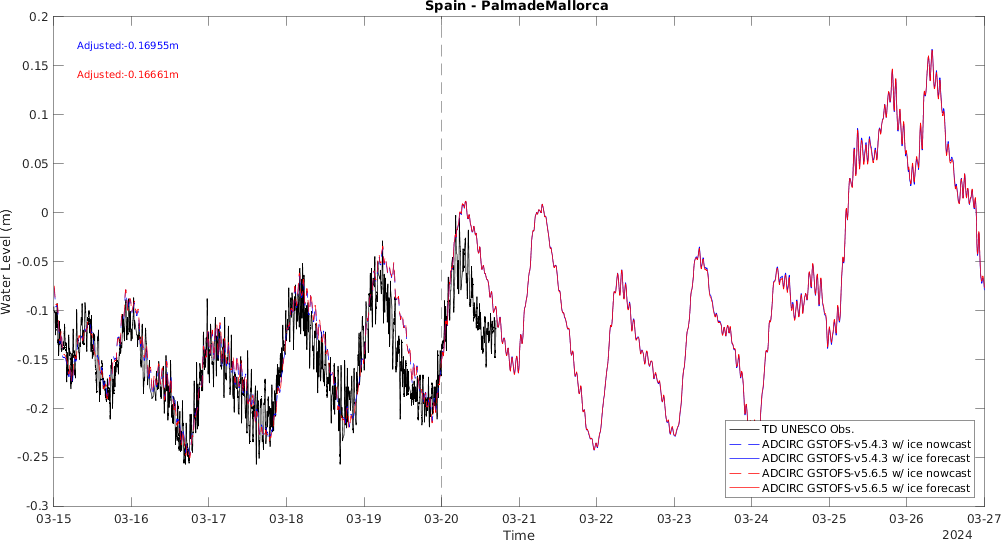 Spain - PalmadeMallorca
Adjusted:-0.16955m
Adjusted:-0.16661m
Water Level (m)
0.2
0.15
0.1
0.05
0
-0.05
-0.1
-0.15
-0.2
-0.25
-0.3
TD UNESCO Obs.
ADCIRC GSTOFS-v5.4.3 w/ ice nowcast
ADCIRC GSTOFS-v5.4.3 w/ ice forecast
ADCIRC GSTOFS-v5.6.5 w/ ice nowcast
ADCIRC GSTOFS-v5.6.5 w/ ice forecast
03-15 03-16 03-17 03-18 03-19 03-20 03-21 03-22 03-23 03-24 03-25 03-26 03-27
Time
2024